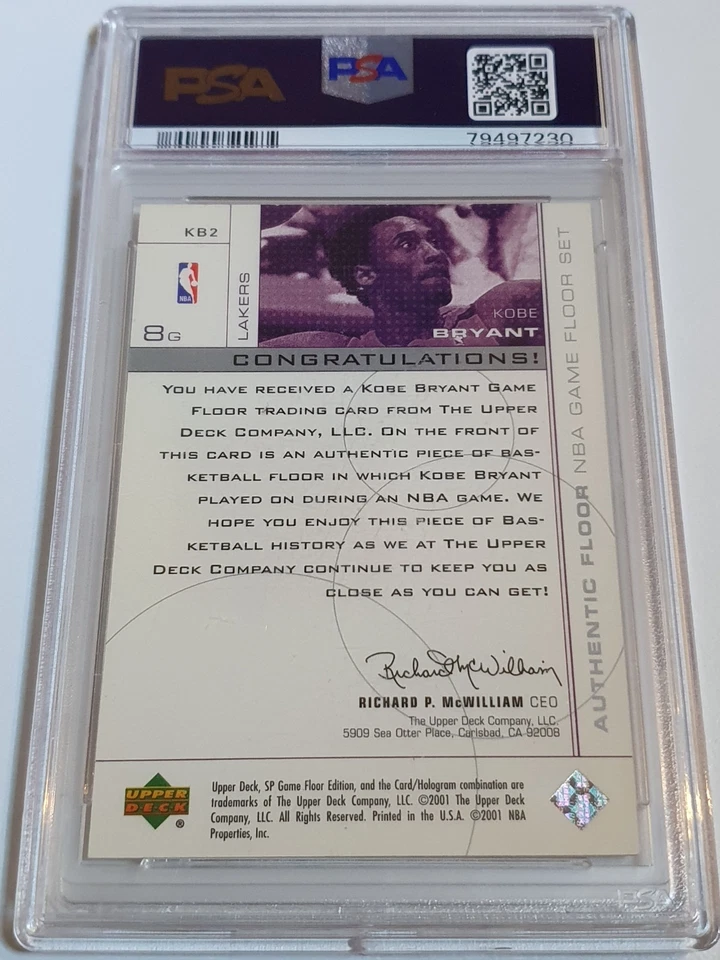 PSA
PSA
79497230
KB2
NBA
8G
LAKERS
KOBE
BRYANT
CONGRATULATIONS!
YOU HAVE RECEIVED A KOBE BRYANT GAME
FLOOR TRADING CARD FROM THE UPPER
DECK COMPANY, LLC. ON THE FRONT OF
THIS CARD IS AN AUTHENTIC PIECE OF BAS-
KETBALL FLOOR IN WHICH KOBE BRYANT
PLAYED ON DURING AN NBA GAME. WE
HOPE YOU ENJOY THIS PIECE OF BAS-
KETBALL HISTORY AS WE AT THE UPPER
DECK COMPANY CONTINUE TO KEEP YOU AS
CLOSE AS YOU CAN GET!
AUTHENTIC FLOOR NBA GAME FLOOR SET
Richard McWilliam
RICHARD P. McWILLIAM CEO
The Upper Deck Company, LLC.
5909 Sea Otter Place, Carlsbad, CA 92008
UPPER
DECK
®
Upper Deck, SP Game Floor Edition, and the Card/Hologram combination are
trademarks of The Upper Deck Company, LLC. ©2001 The Upper Deck
Company, LLC. All Rights Reserved. Printed in the U.S.A. ©2001 NBA
Properties, Inc.
PSA